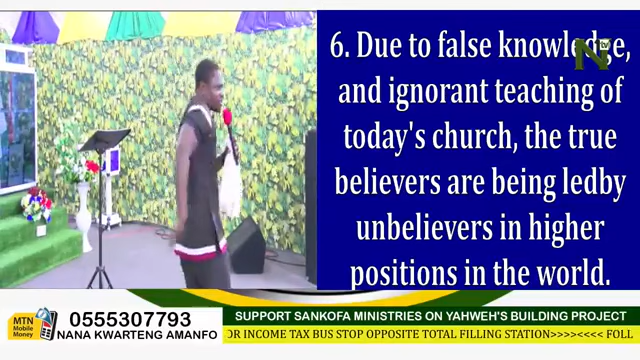 6. Due to false knowledge,
and ignorant teaching of
today's church, the true
believers are being ledby
unbelievers in higher
positions in the world.
N TV
MTN
Mobile
Money
0555307793
NANA KWARTENG AMANFO
SUPPORT SANKOFA MINISTRIES ON YAHWEH'S BUILDING PROJECT
OR INCOME TAX BUS STOP OPPOSITE TOTAL FILLING STATION>>>><<<< FOLL